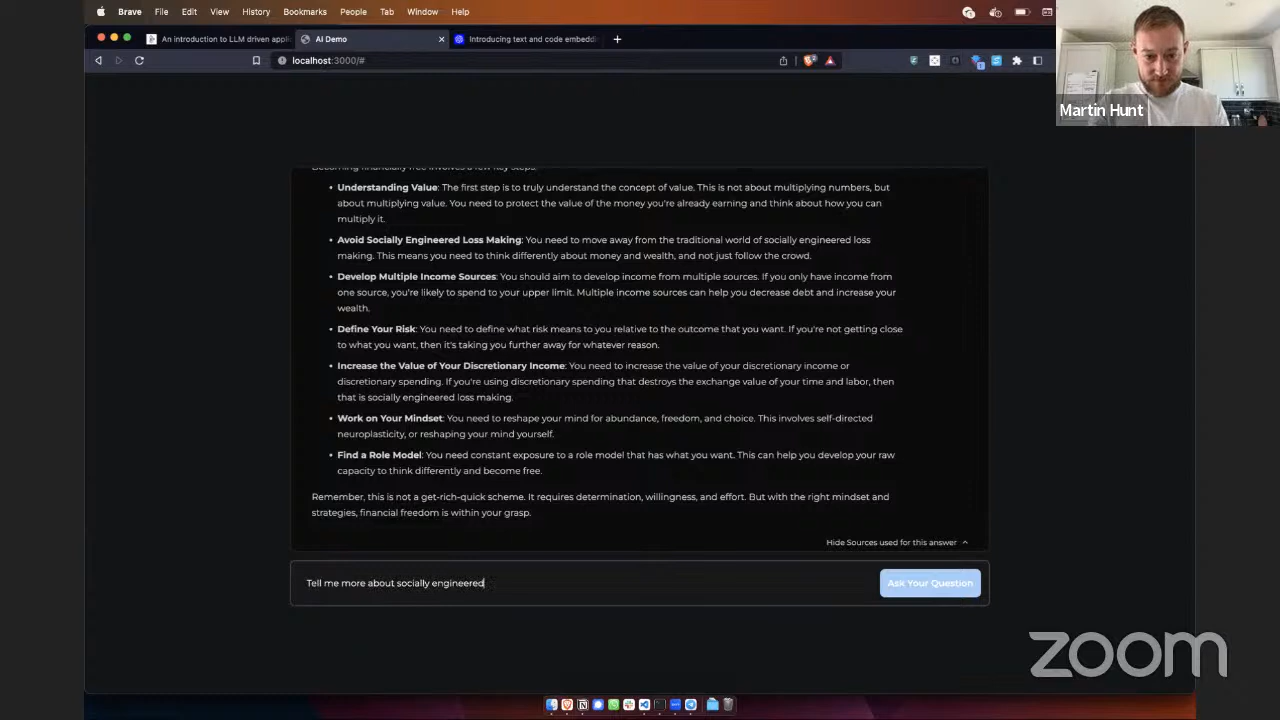 Brave File Edit View History Bookmarks People Tab Window Help
An introduction to LLM driven appli
AI Demo
Introducing text and code embeddi
localhost:3000/#
Martin Hunt
Becoming financially free involves a few key steps:
• Understanding Value: The first step is to truly understand the concept of value. This is not about multiplying numbers, but
about multiplying value. You need to protect the value of the money you're already earning and think about how you can
multiply it.
• Avoid Socially Engineered Loss Making: You need to move away from the traditional world of socially engineered loss
making. This means you need to think differently about money and wealth, and not just follow the crowd.
• Develop Multiple Income Sources: You should aim to develop income from multiple sources. If you only have income from
one source, you're likely to spend to your upper limit. Multiple income sources can help you decrease debt and increase your
wealth.
• Define Your Risk: You need to define what risk means to you relative to the outcome that you want. If you're not getting close
to what you want, then it's taking you further away for whatever reason.
• Increase the Value of Your Discretionary Income: You need to increase the value of your discretionary income or
discretionary spending. If you're using discretionary spending that destroys the exchange value of your time and labor, then
that is socially engineered loss making.
• Work on Your Mindset: You need to reshape your mind for abundance, freedom, and choice. This involves self-directed
neuroplasticity, or reshaping your mind yourself.
• Find a Role Model: You need constant exposure to a role model that has what you want. This can help you develop your raw
capacity to think differently and become free.
Remember, this is not a get-rich-quick scheme. It requires determination, willingness, and effort. But with the right mindset and
strategies, financial freedom is within your grasp.
Hide Sources used for this answer
Tell me more about socially engineered
Ask Your Question
zoom